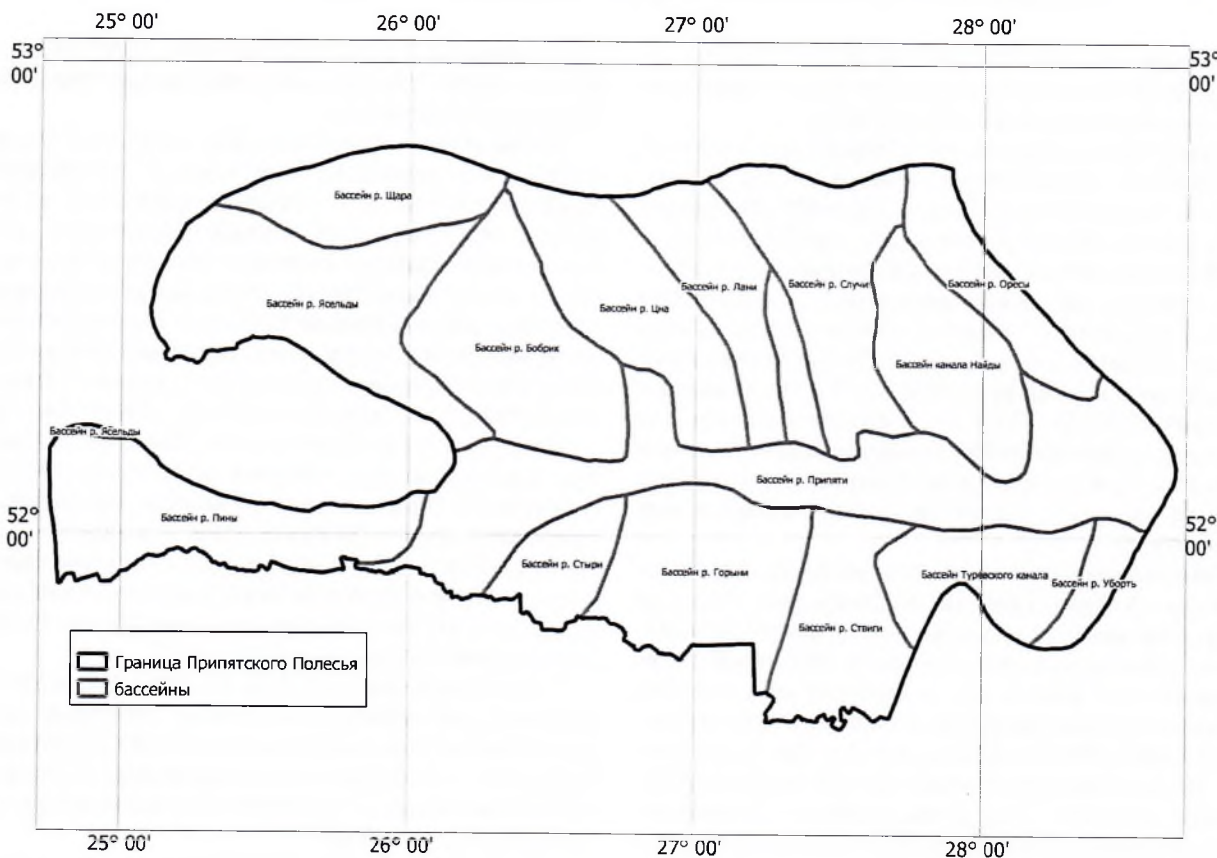 25° 00'
26° 00'
27° 00'
28° 00'
53°
00'
53°
00'
Бассейн р. Щара
Бассейн р. Ясельды
Бассейн р. Цна
Бассейн р. Лани
Бассейн р. Случи
Бассейн р. Оресы
Бассейн р. Бобрик
Бассейн канала Найды
Бассейн р. Ясельды
Бассейн р. Припяти
Бассейн р. Пины
52°
00'
52°
00'
Бассейн р. Стыри
Бассейн р. Горыни
Бассейн Туровского канала
Бассейн р. Уборть
Бассейн р. Ствиги
Граница Припятского Полесья
бассейны
25° 00'
26° 00'
27° 00'
28° 00'